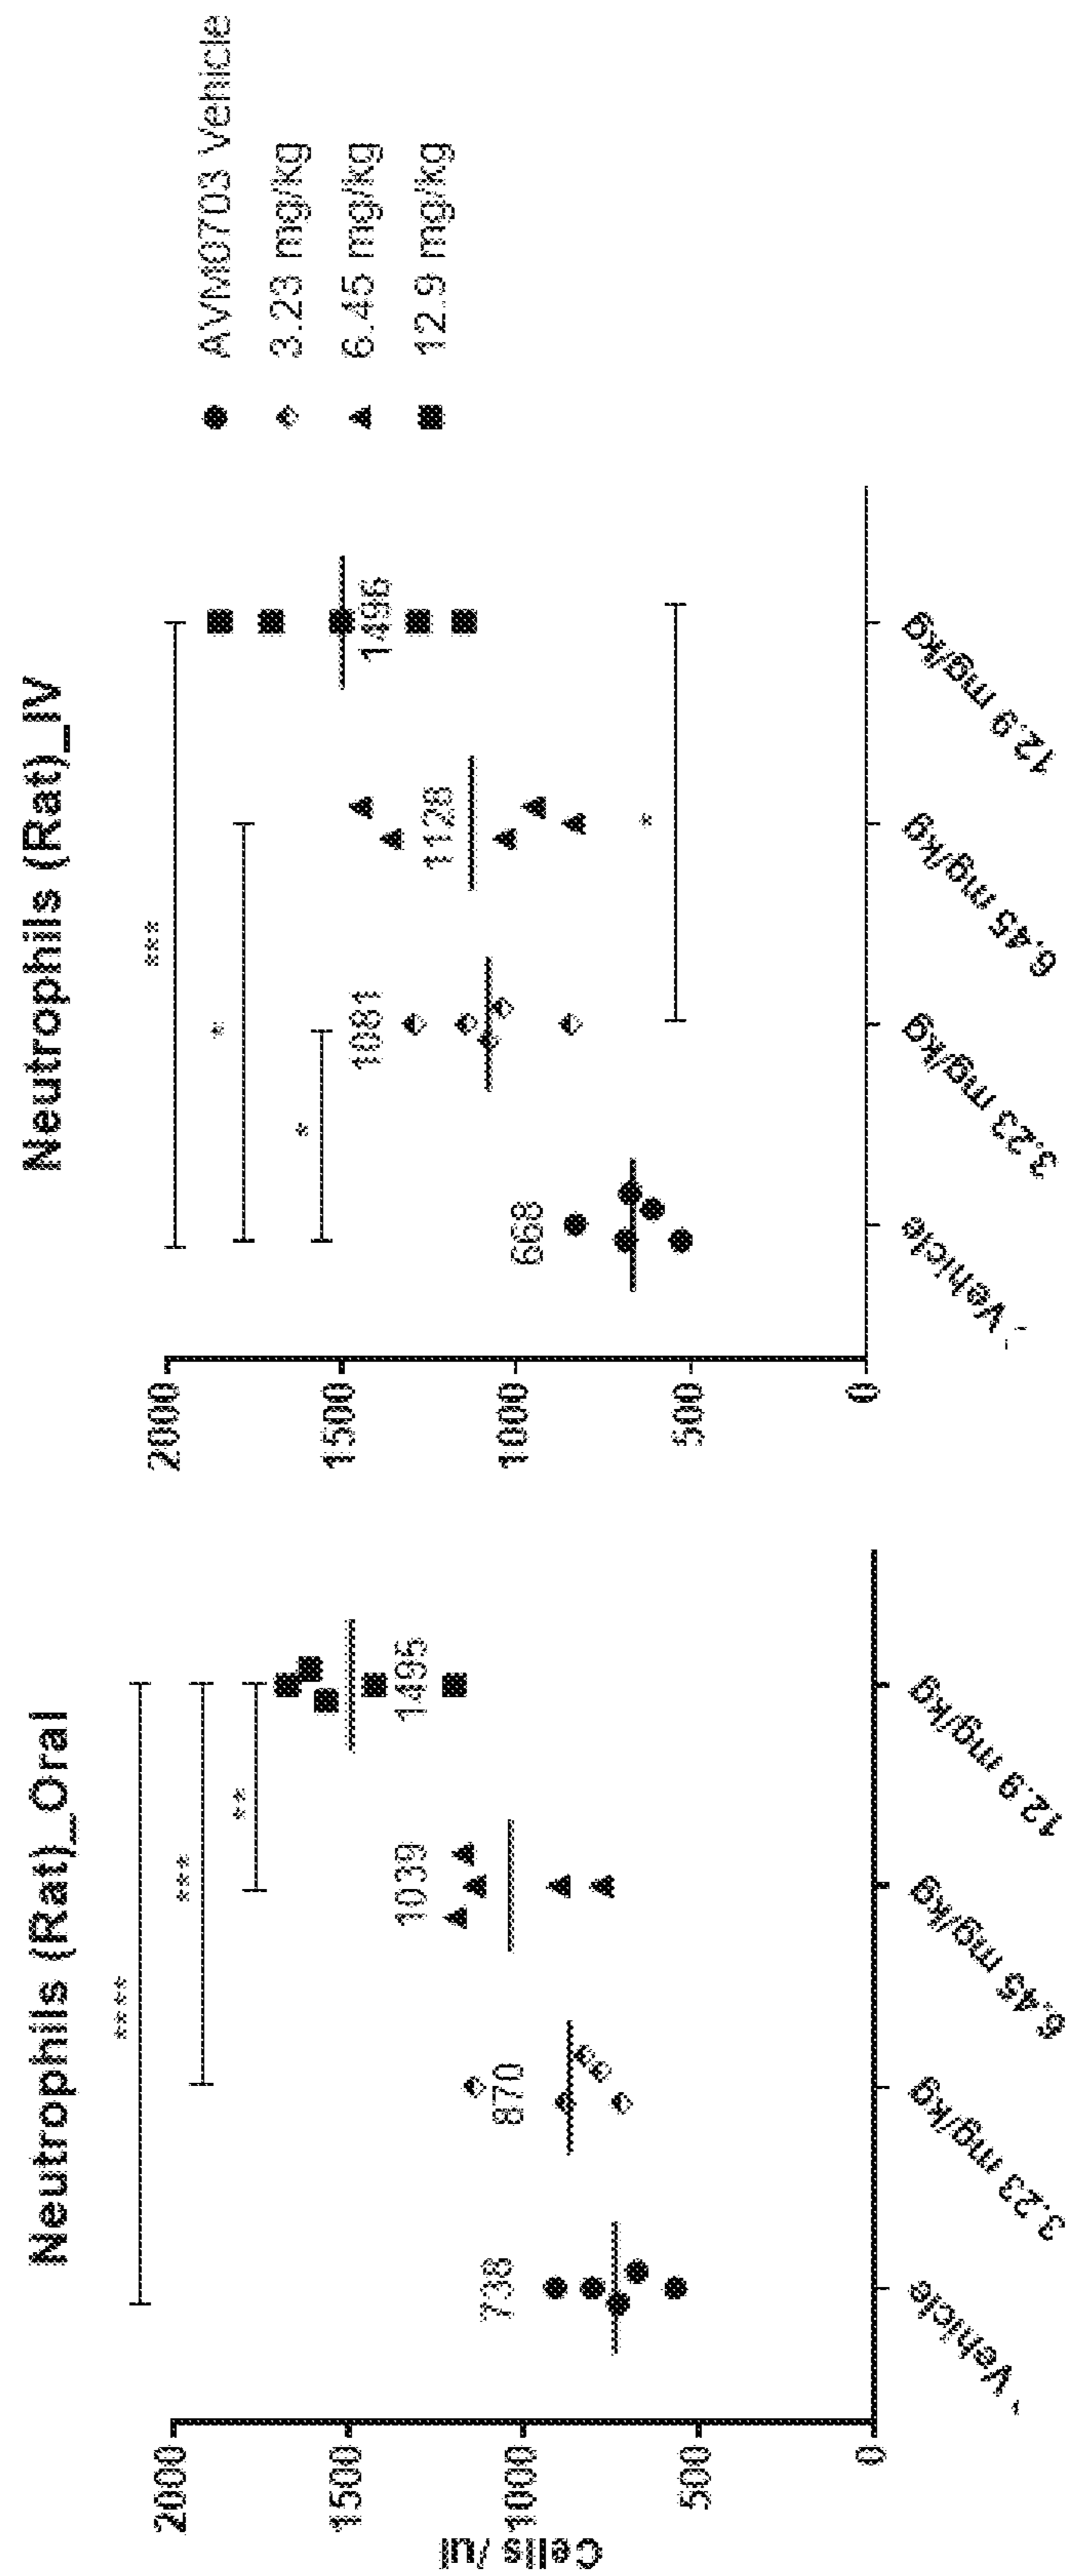 Neutrophils (Rat)_Oral
Cells /ul
2000
1500
1000
500
0
****
***
**
738
870
1039
1495
Vehicle
3.23 mg/kg
6.45 mg/kg
12.9 mg/kg
Neutrophils (Rat)_IV
2000
1500
1000
500
0
***
*
*
*
668
1081
1128
1496
Vehicle
3.23 mg/kg
6.45 mg/kg
12.9 mg/kg
AVM0703 Vehicle
3.23 mg/kg
6.45 mg/kg
12.9 mg/kg